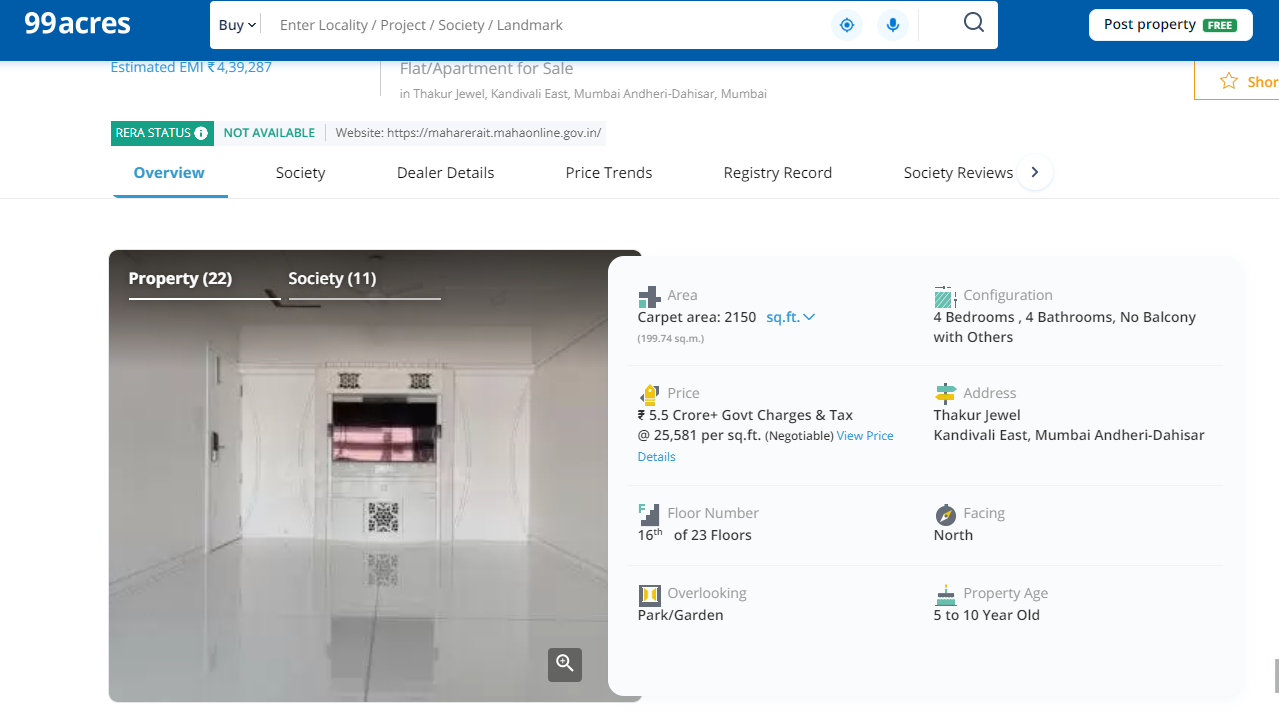 99acres
Buy
Enter Locality / Project / Society / Landmark
Post property FREE
Estimated EMI ₹ 4,39,287
Flat/Apartment for Sale
in Thakur Jewel, Kandivali East, Mumbai Andheri-Dahisar, Mumbai
Shor
RERA STATUS i NOT AVAILABLE Website: https://maharerait.mahaonline.gov.in/
Overview Society Dealer Details Price Trends Registry Record Society Reviews
Property (22) Society (11)
Area
Carpet area: 2150 sq.ft.
(199.74 sq.m.)
Configuration
4 Bedrooms , 4 Bathrooms, No Balcony
with Others
Price
₹ 5.5 Crore+ Govt Charges & Tax
@ 25,581 per sq.ft. (Negotiable) View Price
Details
Address
Thakur Jewel
Kandivali East, Mumbai Andheri-Dahisar
F Floor Number
16th of 23 Floors
Facing
North
Overlooking
Park/Garden
Property Age
5 to 10 Year Old